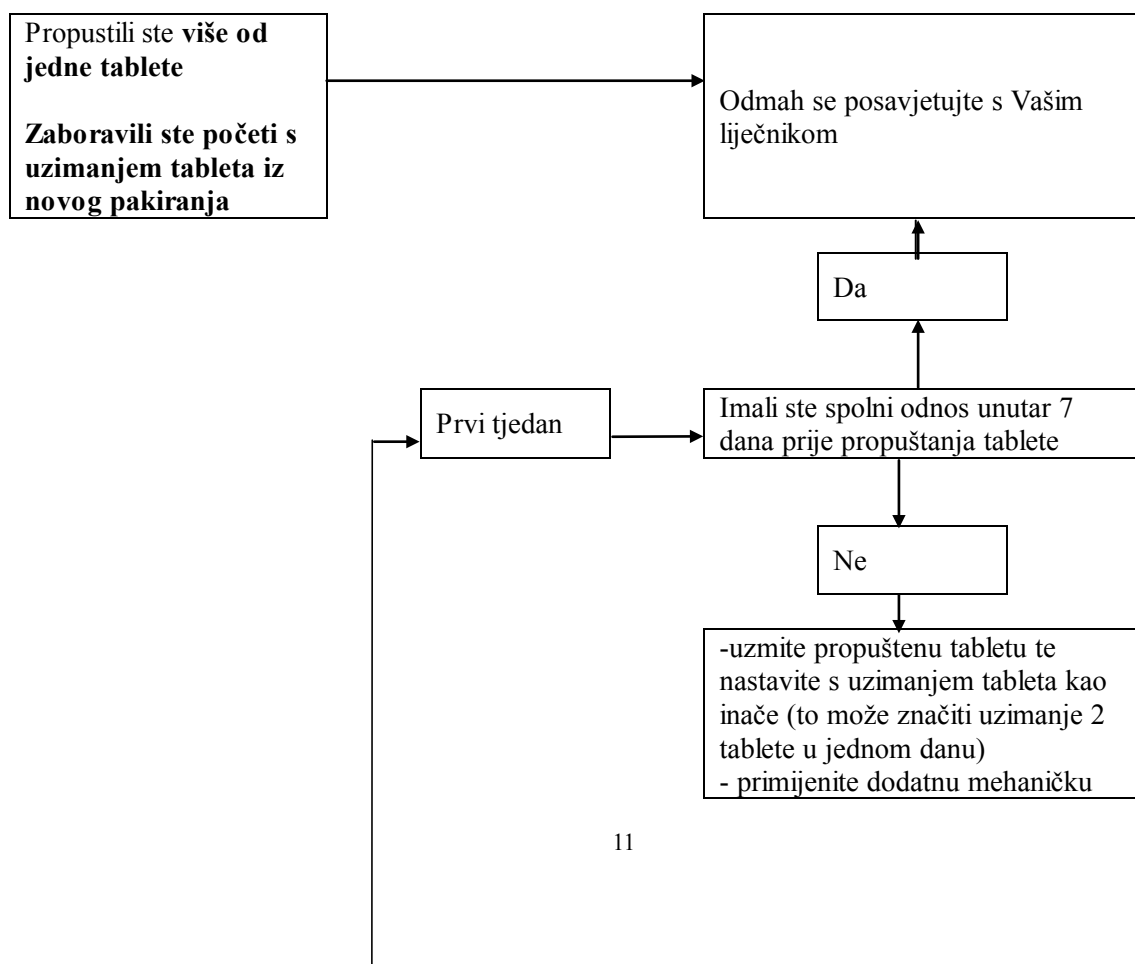 Propustili ste više od
jedne tablete
Zaboravili ste početi s
uzimanjem tableta iz
novog pakiranja
Odmah se posavjetujte s Vašim
liječnikom
Da
Prvi tjedan
Imali ste spolni odnos unutar 7
dana prije propuštanja tablete
Ne
-uzmite propuštenu tabletu te
nastavite s uzimanjem tableta kao
inače (to može značiti uzimanje 2
tablete u jednom danu)
- primijenite dodatnu mehaničku
11